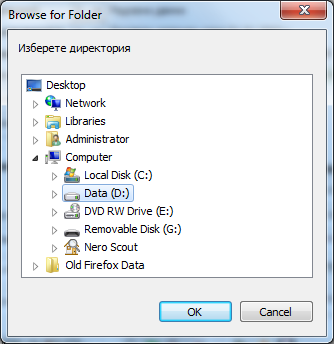 Browse for Folder
Изберете директория
Desktop
Network
Libraries
Administrator
Computer
Local Disk (C:)
Data (D:)
DVD RW Drive (E:)
Removable Disk (G:)
Nero Scout
Old Firefox Data
OK
Cancel